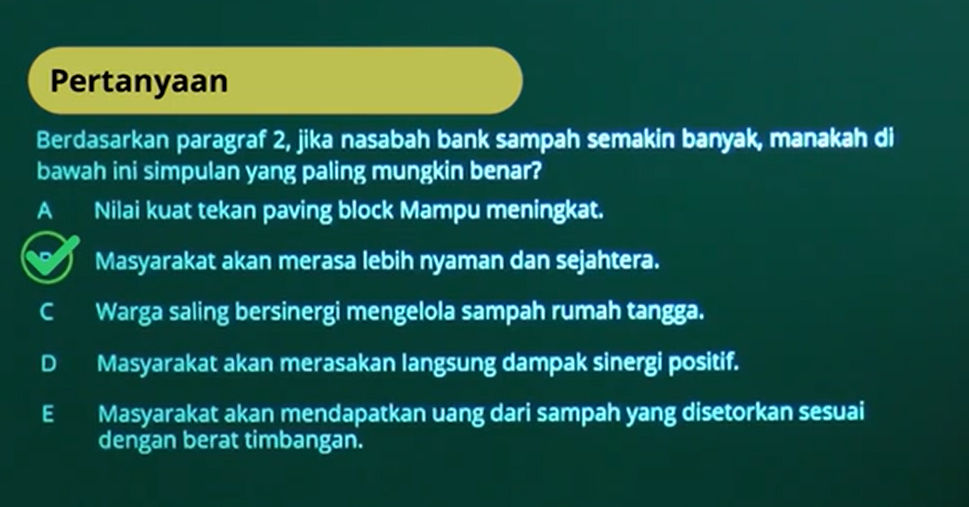 Pertanyaan
Berdasarkan paragraf 2, jika nasabah bank sampah semakin banyak, manakah di
bawah ini simpulan yang paling mungkin benar?
A Nilai kuat tekan paving block Mampu meningkat.
Masyarakat akan merasa lebih nyaman dan sejahtera.
C Warga saling bersinergi mengelola sampah rumah tangga.
D Masyarakat akan merasakan langsung dampak sinergi positif.
E Masyarakat akan mendapatkan uang dari sampah yang disetorkan sesuai
dengan berat timbangan.